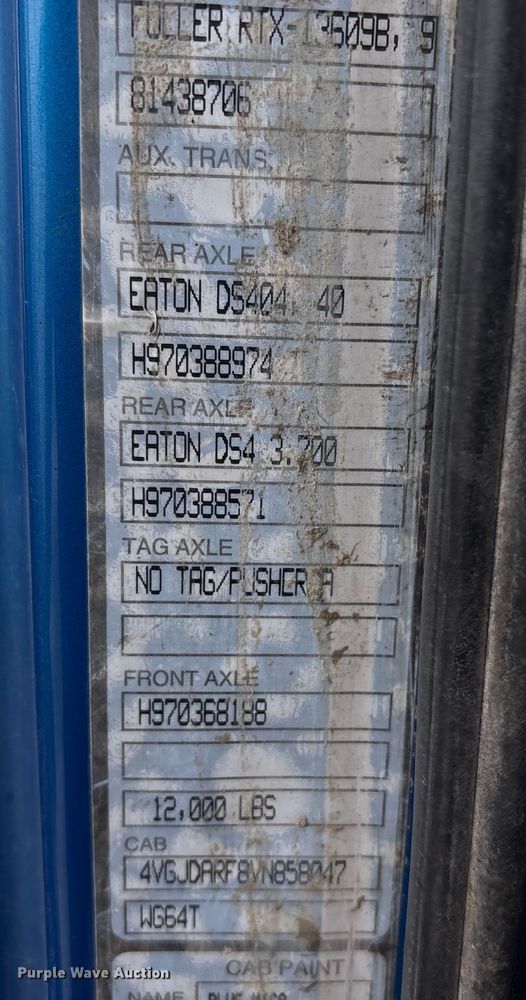 FULLER RTX-13609B, 9
81438706
AUX. TRANS.
REAR AXLE
EATON DS404, 40
H970388974
REAR AXLE
EATON DS4 3.700
H970388571
TAG AXLE
NO TAG/PUSHER A
FRONT AXLE
H970368188
12,000 LBS
CAB
4VGJDARF8VN858047
WG64T
CAB PAINT
NAME
BLUE
Purple Wave Auction